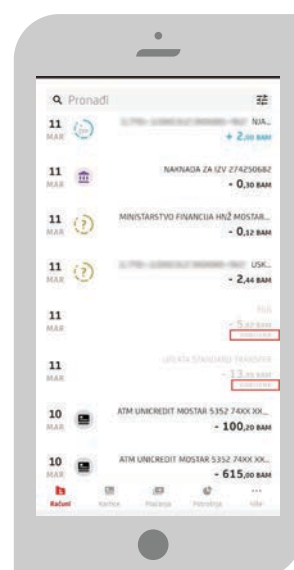 Pronađi
11 MAR
NJA...
+ 2,00 BAM
11 MAR
NAKNADA ZA IZV 274250682
- 0,30 BAM
11 MAR
MINISTARSTVO FINANCIJA HNŽ MOSTAR...
- 0,12 BAM
11 MAR
USK...
- 2,44 BAM
11 MAR
11 MAR
UPLATA STANDARD TRANSFER
10 MAR
ATM UNICREDIT MOSTAR 5352 74XX XX...
- 100,20 BAM
10 MAR
ATM UNICREDIT MOSTAR 5352 74XX XX...
- 615,00 BAM
Računi
Kartice
Plaćanja
Potrošnja
Više